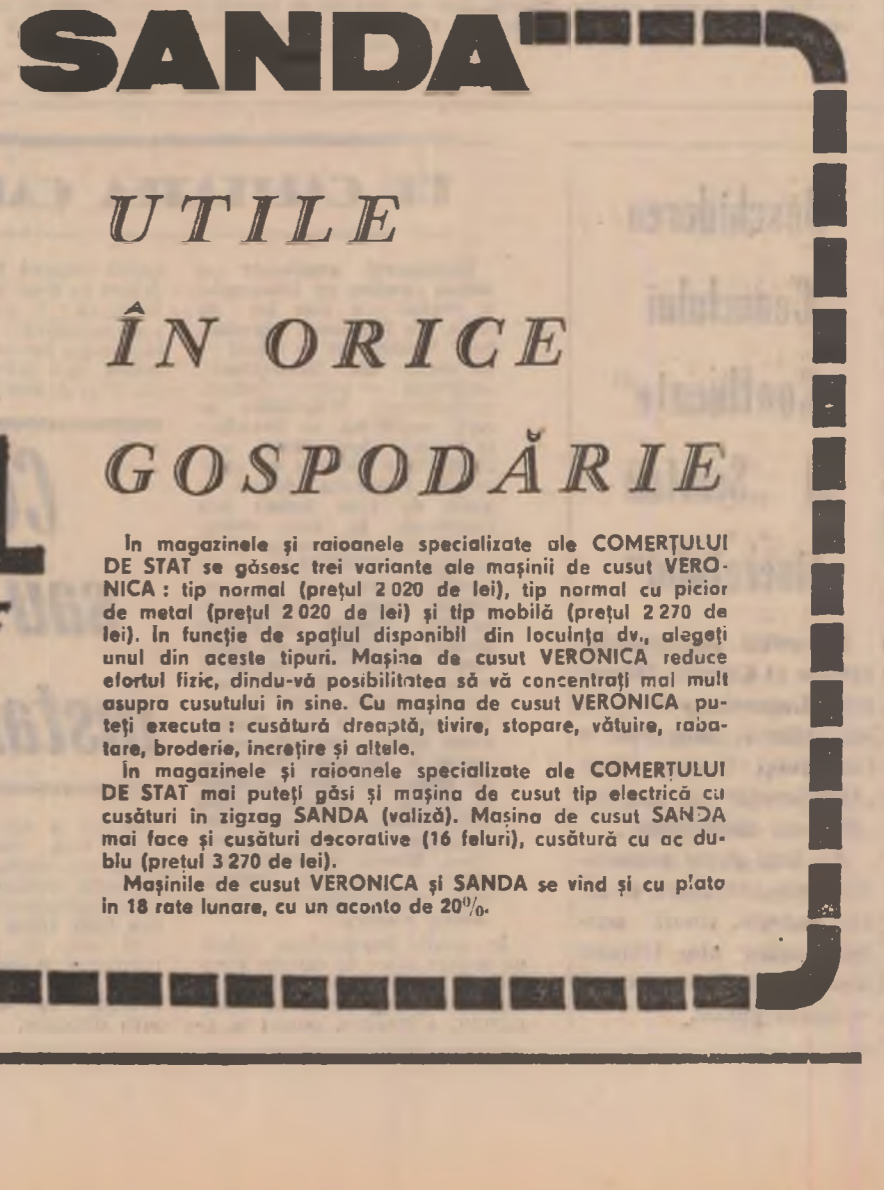 SANDA
UTILE
ÎN ORICE
GOSPODĂRIE
In magazinele și raioanele specializate ale COMERȚULUI
DE STAT se găsesc trei variante ale mașinii de cusut VERO-
NICA : tip normal (prețul 2 020 de lei), tip normal cu picior
de metal (prețul 2 020 de lei) și tip mobilă (prețul 2 270 de
lei). In funcție de spațiul disponibil din locuința dv., alegeți
unul din aceste tipuri. Mașina de cusut VERONICA reduce
efortul fizic, dindu-vă posibilitatea să vă concentrați mai mult
asupra cusutului in sine. Cu mașina de cusut VERONICA pu-
teți executa : cusătură dreaptă, tivire, stopare, vătuire, raba-
tare, broderie, increțire și altele.
In magazinele și raioanele specializate ale COMERȚULUI
DE STAT mai puteți găsi și mașina de cusut tip electrică cu
cusături in zigzag SANDA (valiză). Mașina de cusut SANDA
mai face și cusături decorative (16 feluri), cusătură cu ac du-
blu (prețul 3 270 de lei).
Mașinile de cusut VERONICA și SANDA se vind și cu plata
in 18 rate lunare, cu un aconto de 20%.